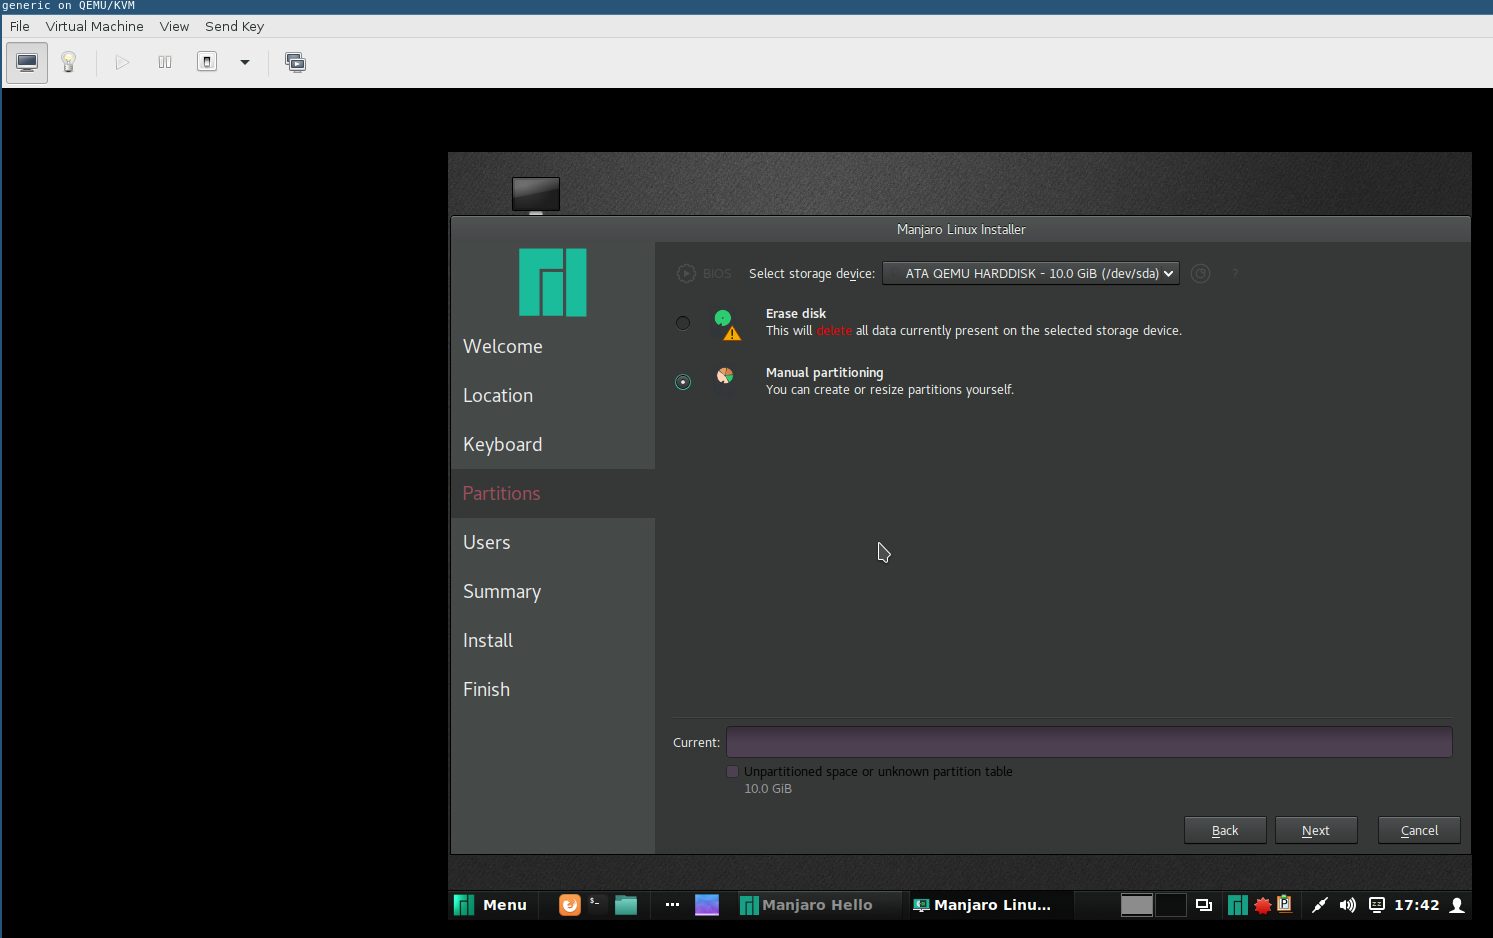 generic on QEMU/KVM
File Virtual Machine View Send Key
Manjaro Linux Installer
BIOS Select storage device: ATA QEMU HARDDISK - 10.0 GiB (/dev/sda) ?
Erase disk
This will delete all data currently present on the selected storage device.
Manual partitioning
You can create or resize partitions yourself.
Welcome
Location
Keyboard
Partitions
Users
Summary
Install
Finish
Current:
Unpartitioned space or unknown partition table
10.0 GiB
Back Next Cancel
Menu ... Manjaro Hello Manjaro Linu... 17:42